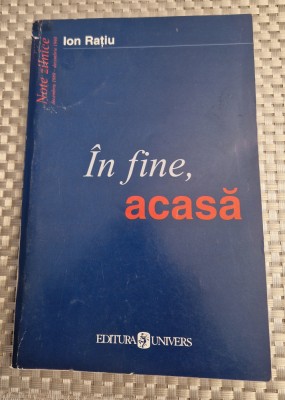 Note zilnice
Ion Rațiu
În fine,
acasă
EDITURA UNIVERS